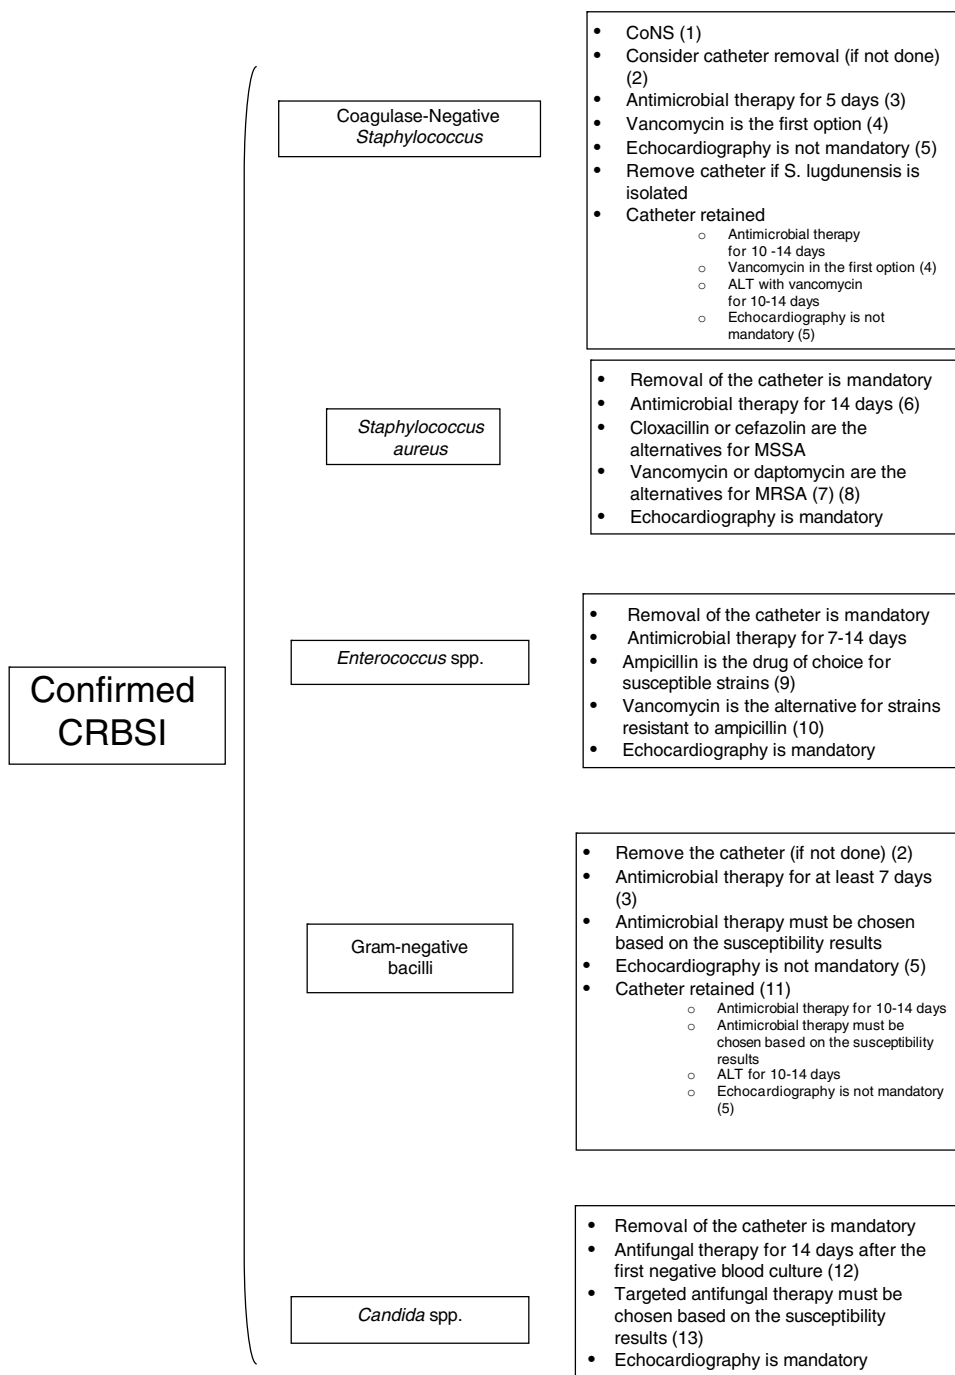 Confirmed
CRBSI
Coagulase-Negative
Staphylococcus
• CoNS (1)
• Consider catheter removal (if not done)
(2)
• Antimicrobial therapy for 5 days (3)
• Vancomycin is the first option (4)
• Echocardiography is not mandatory (5)
• Remove catheter if S. lugdunensis is
isolated
• Catheter retained
○ Antimicrobial therapy
for 10 -14 days
○ Vancomycin in the first option (4)
○ ALT with vancomycin
for 10-14 days
○ Echocardiography is not
mandatory (5)
Staphylococcus
aureus
• Removal of the catheter is mandatory
• Antimicrobial therapy for 14 days (6)
• Cloxacillin or cefazolin are the
alternatives for MSSA
• Vancomycin or daptomycin are the
alternatives for MRSA (7) (8)
• Echocardiography is mandatory
Enterococcus spp.
• Removal of the catheter is mandatory
• Antimicrobial therapy for 7-14 days
• Ampicillin is the drug of choice for
susceptible strains (9)
• Vancomycin is the alternative for strains
resistant to ampicillin (10)
• Echocardiography is mandatory
Gram-negative
bacilli
• Remove the catheter (if not done) (2)
• Antimicrobial therapy for at least 7 days
(3)
• Antimicrobial therapy must be chosen
based on the susceptibility results
• Echocardiography is not mandatory (5)
• Catheter retained (11)
○ Antimicrobial therapy for 10-14 days
○ Antimicrobial therapy must be
chosen based on the susceptibility
results
○ ALT for 10-14 days
○ Echocardiography is not mandatory
(5)
Candida spp.
• Removal of the catheter is mandatory
• Antifungal therapy for 14 days after the
first negative blood culture (12)
• Targeted antifungal therapy must be
chosen based on the susceptibility
results (13)
• Echocardiography is mandatory